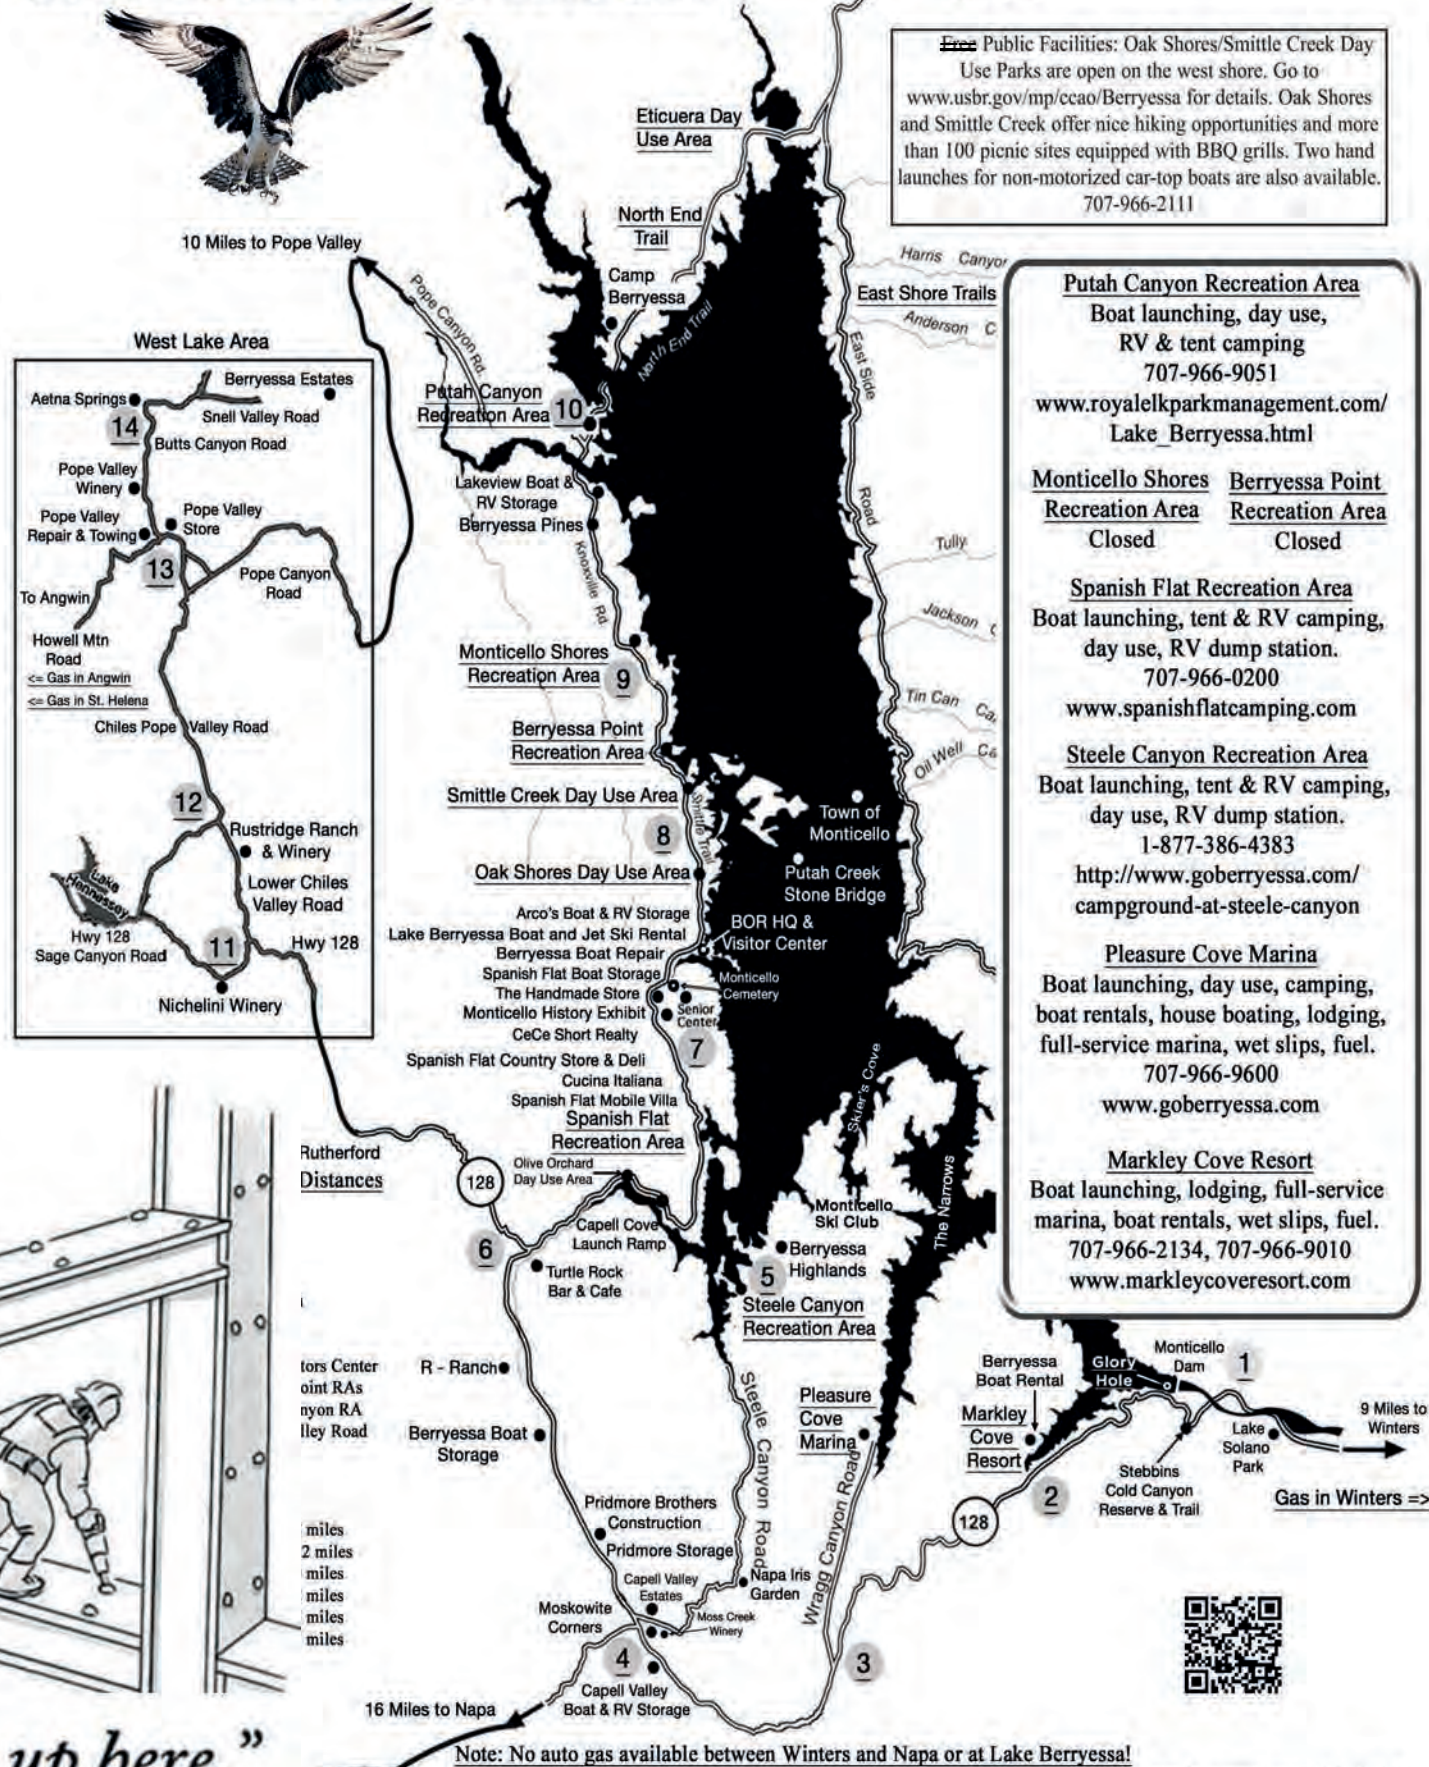 Free Public Facilities: Oak Shores/Smittle Creek Day
Use Parks are open on the west shore. Go to
www.usbr.gov/mp/ccao/Berryessa for details. Oak Shores
and Smittle Creek offer nice hiking opportunities and more
than 100 picnic sites equipped with BBQ grills. Two hand
launches for non-motorized car-top boats are also available.
707-966-2111
Eticuera Day
Use Area
North End
Trail
Camp
Berryessa
North End Trail
10 Miles to Pope Valley
Pope Canyon Rd.
Putah Canyon
Recreation Area
10
Lakeview Boat &
RV Storage
Berryessa Pines
Knoxville Rd
Monticello Shores
Recreation Area
9
Berryessa Point
Recreation Area
Smittle Creek Day Use Area
Smittle Trail
8
Oak Shores Day Use Area
Arco's Boat & RV Storage
Lake Berryessa Boat and Jet Ski Rental
Berryessa Boat Repair
Spanish Flat Boat Storage
The Handmade Store
Monticello History Exhibit
CeCe Short Realty
Spanish Flat Country Store & Deli
Cucina Italiana
Spanish Flat Mobile Villa
Spanish Flat
Recreation Area
Town of
Monticello
Putah Creek
Stone Bridge
BOR HQ &
Visitor Center
Monticello
Cemetery
Senior
Center
7
Harris Canyon
East Shore Trails
Anderson C
East Side
Road
Tully
Jackson
Tin Can Ca
Oil Well Ca
West Lake Area
Berryessa Estates
Aetna Springs
Snell Valley Road
14
Butts Canyon Road
Pope Valley
Winery
Pope Valley
Repair & Towing
Pope Valley
Store
13
Pope Canyon
Road
To Angwin
Howell Mtn
Road
<= Gas in Angwin
<= Gas in St. Helena
Chiles Pope Valley Road
12
Rustridge Ranch
& Winery
Lower Chiles
Valley Road
Lake
Hennessey
Hwy 128
Sage Canyon Road
11
Hwy 128
Nichelini Winery
Putah Canyon Recreation Area
Boat launching, day use,
RV & tent camping
707-966-9051
www.royalelkparkmanagement.com/
Lake_Berryessa.html
Monticello Shores
Recreation Area
Closed
Berryessa Point
Recreation Area
Closed
Spanish Flat Recreation Area
Boat launching, tent & RV camping,
day use, RV dump station.
707-966-0200
www.spanishflatcamping.com
Steele Canyon Recreation Area
Boat launching, tent & RV camping,
day use, RV dump station.
1-877-386-4383
http://www.goberryessa.com/
campground-at-steele-canyon
Pleasure Cove Marina
Boat launching, day use, camping,
boat rentals, house boating, lodging,
full-service marina, wet slips, fuel.
707-966-9600
www.goberryessa.com
Markley Cove Resort
Boat launching, lodging, full-service
marina, boat rentals, wet slips, fuel.
707-966-2134, 707-966-9010
www.markleycoveresort.com
Rutherford
Distances
tors Center
oint RAs
nyon RA
lley Road
miles
2 miles
miles
miles
miles
miles
up here."
128
Olive Orchard
Day Use Area
6
Capell Cove
Launch Ramp
Turtle Rock
Bar & Cafe
Skier's Cove
The Narrows
Monticello
Ski Club
Berryessa
Highlands
5
Steele Canyon
Recreation Area
R - Ranch
Berryessa Boat
Storage
Steele Canyon Road
Pleasure
Cove
Marina
Wragg Canyon Road
Pridmore Brothers
Construction
Pridmore Storage
Capell Valley
Estates
Napa Iris
Garden
Moskowite
Corners
Moss Creek
Winery
4
Capell Valley
Boat & RV Storage
16 Miles to Napa
3
128
Berryessa
Boat Rental
Markley
Cove
Resort
2
Glory
Hole
Monticello
Dam
1
Stebbins
Cold Canyon
Reserve & Trail
Lake
Solano
Park
9 Miles to
Winters
Gas in Winters =>
Note: No auto gas available between Winters and Napa or at Lake Berryessa!